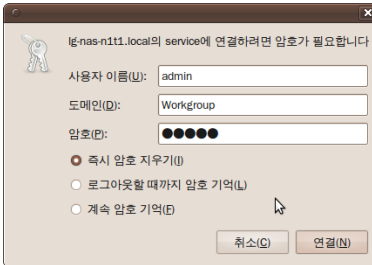 lg-nas-n1t1.local의 service에 연결하려면 암호가 필요합니다
사용자 이름(U): admin
도메인(D): Workgroup
암호(P): ●●●●●
즉시 암호 지우기(I)
로그아웃할 때까지 암호 기억(L)
계속 암호 기억(F)
취소(C) 연결(N)